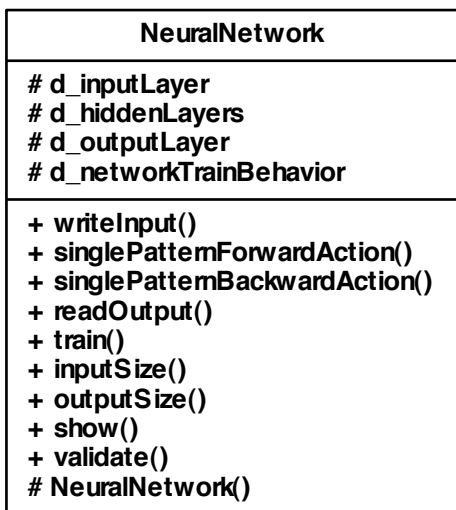 NeuralNetwork
# d_inputLayer
# d_hiddenLayers
# d_outputLayer
# d_networkTrainBehavior
+ writeInput()
+ singlePatternForwardAction()
+ singlePatternBackwardAction()
+ readOutput()
+ train()
+ inputSize()
+ outputSize()
+ show()
+ validate()
# NeuralNetwork()